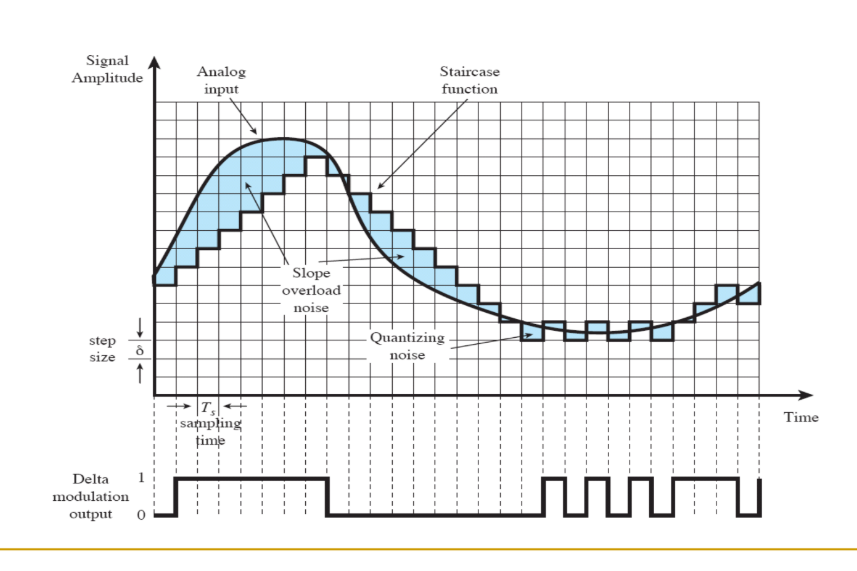 Signal
Amplitude
Analog
input
Staircase
function
Slope
overload
noise
Quantizing
noise
step
size
δ
Ts
sampling
time
Time
Delta
modulation
output
1
0